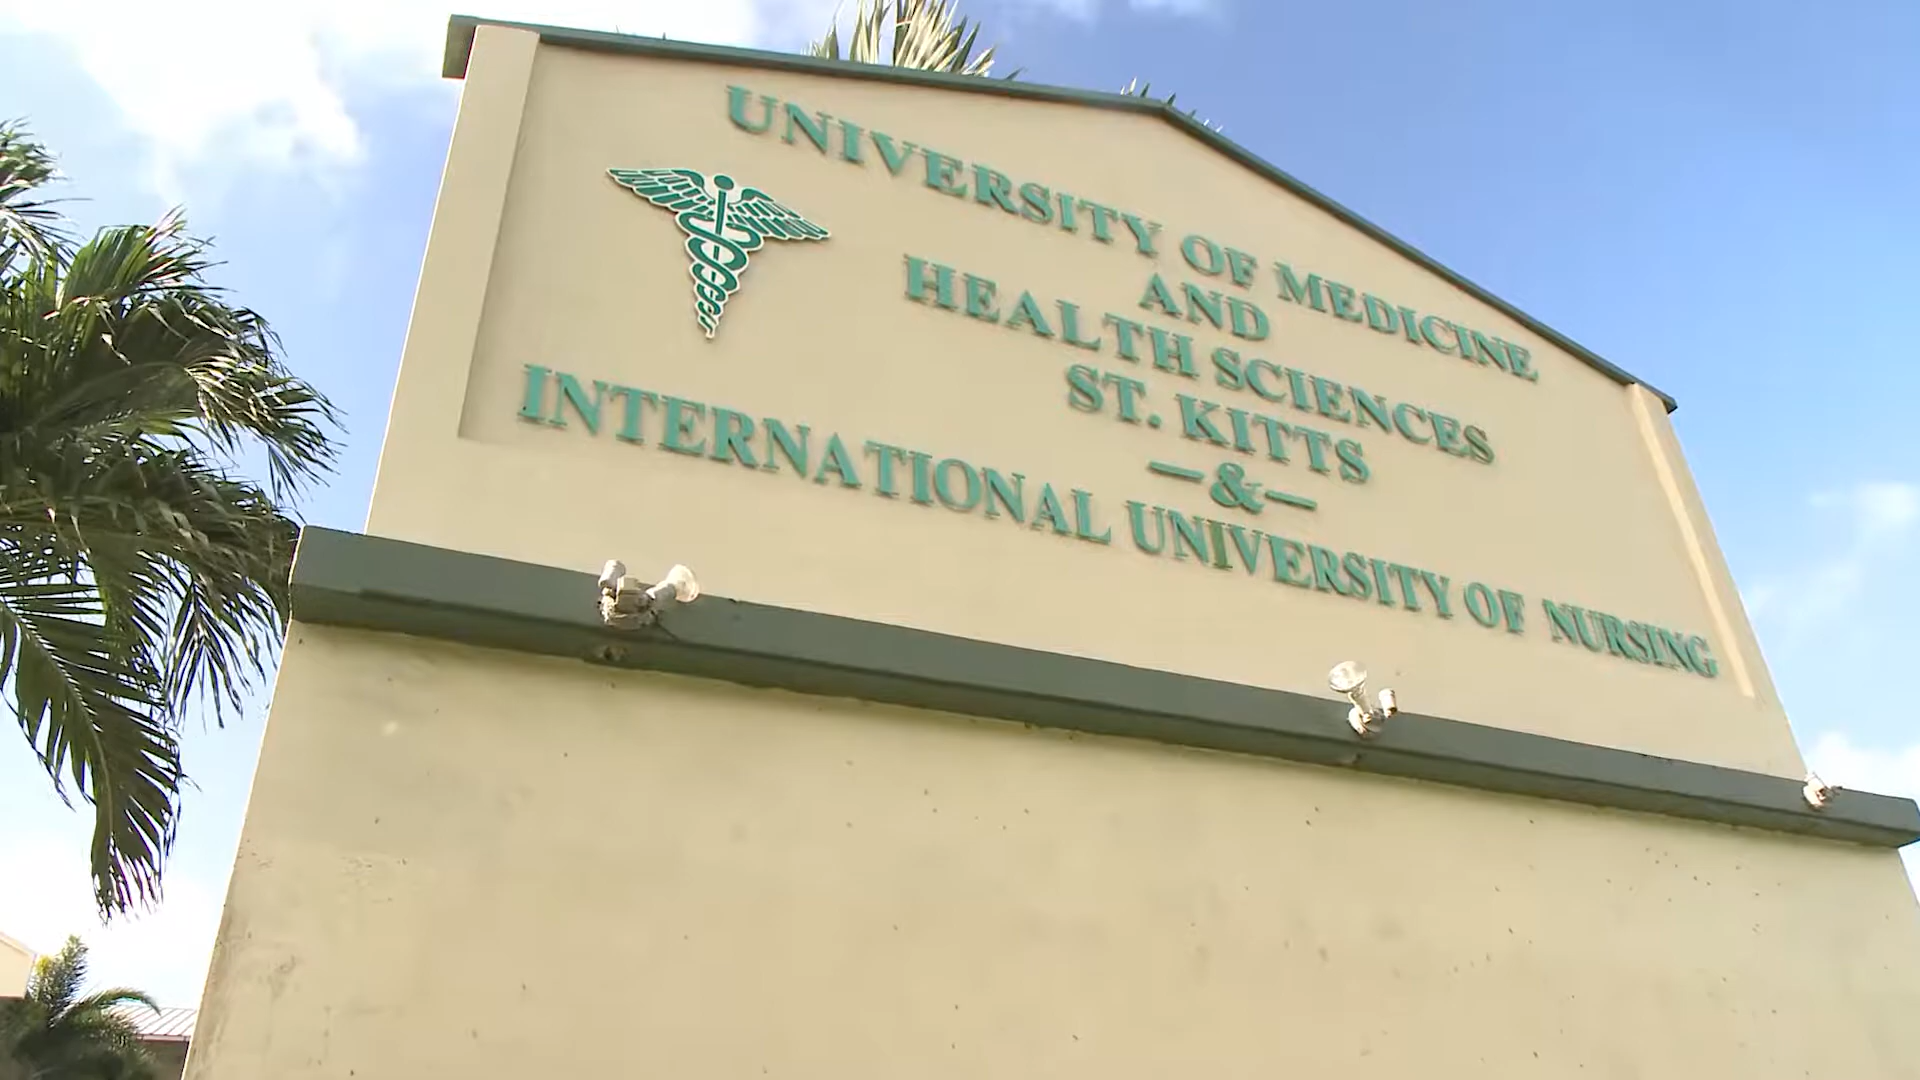 UNIVERSITY OF MEDICINE
AND
HEALTH SCIENCES
ST. KITTS
—&—
INTERNATIONAL UNIVERSITY OF NURSING